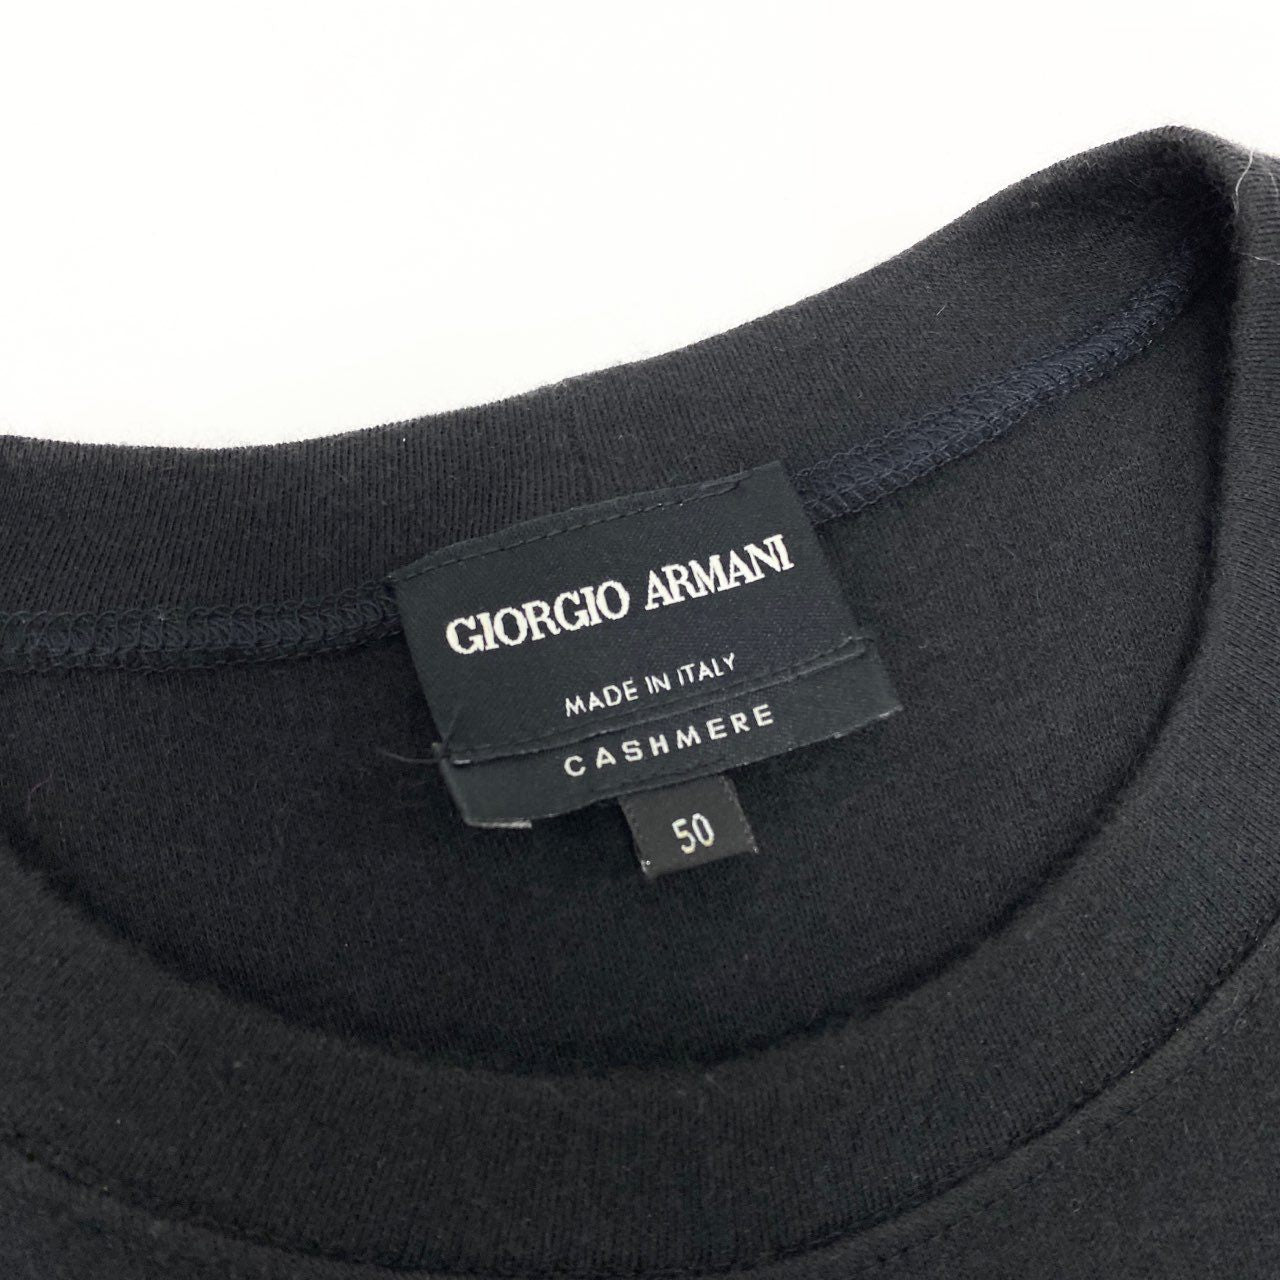 GIORGIO ARMANI
MADE IN ITALY
CASHMERE
50